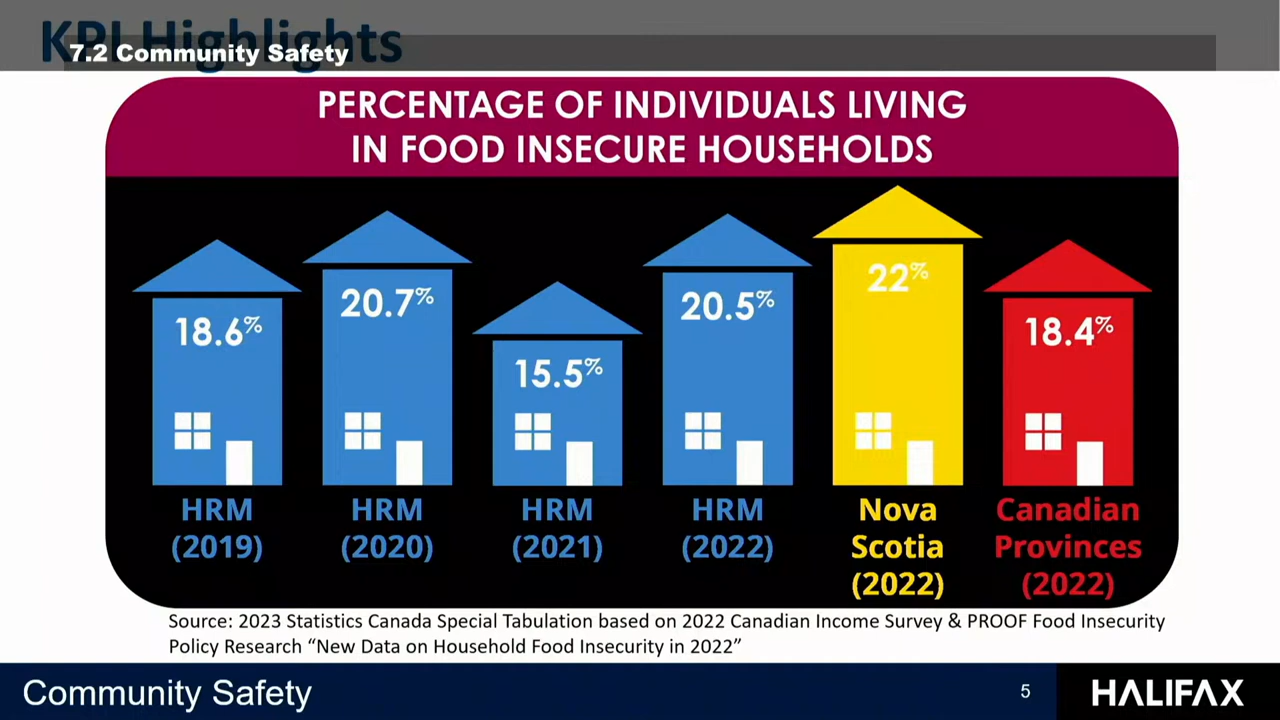 KPI Highlights
7.2 Community Safety
PERCENTAGE OF INDIVIDUALS LIVING
IN FOOD INSECURE HOUSEHOLDS
18.6%
20.7%
15.5%
20.5%
22%
18.4%
HRM
(2019)
HRM
(2020)
HRM
(2021)
HRM
(2022)
Nova
Scotia
(2022)
Canadian
Provinces
(2022)
Source: 2023 Statistics Canada Special Tabulation based on 2022 Canadian Income Survey & PROOF Food Insecurity
Policy Research “New Data on Household Food Insecurity in 2022”
Community Safety
5
HALIFAX